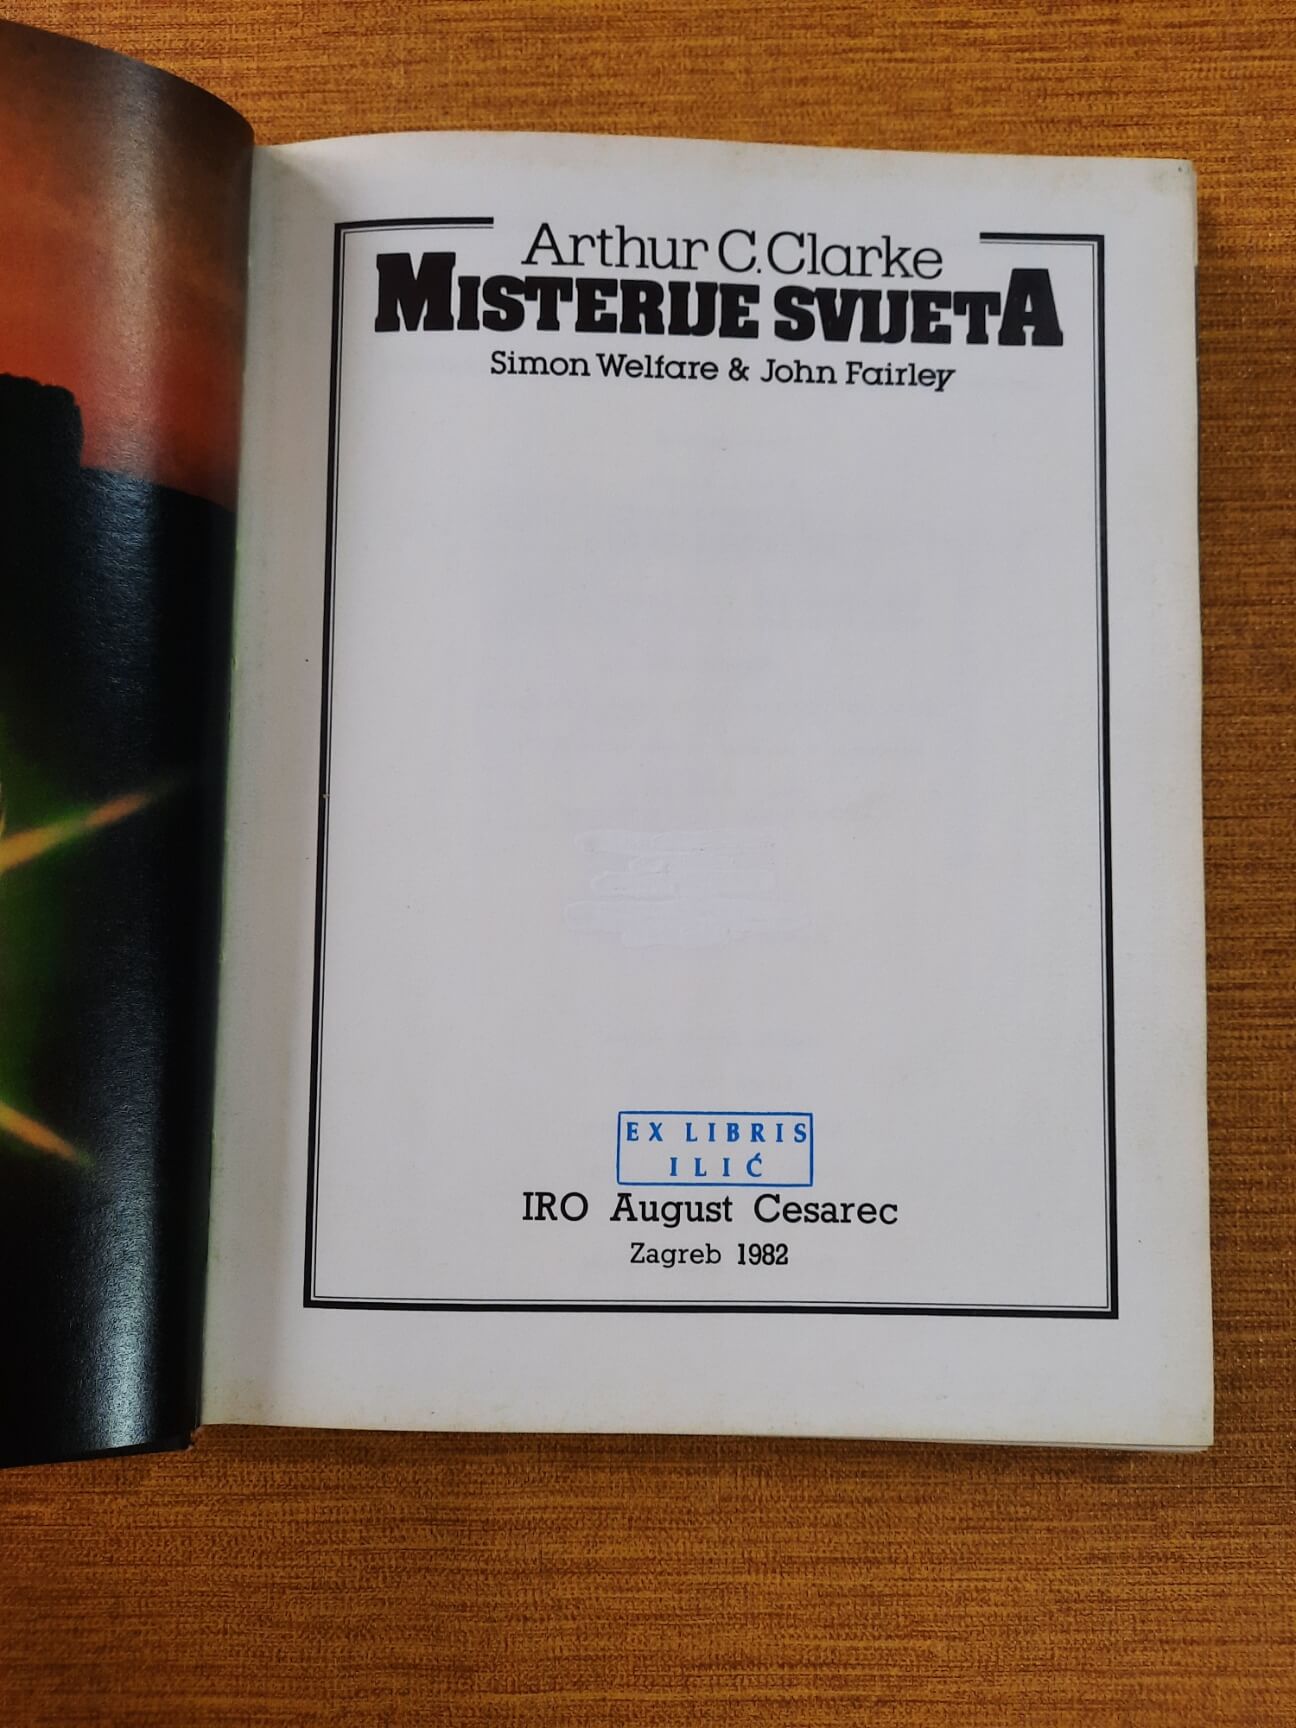 Arthur C. Clarke
MISTERIJE SVIJETA
Simon Welfare & John Fairley
EX LIBRIS
ILIĆ
IRO August Cesarec
Zagreb 1982